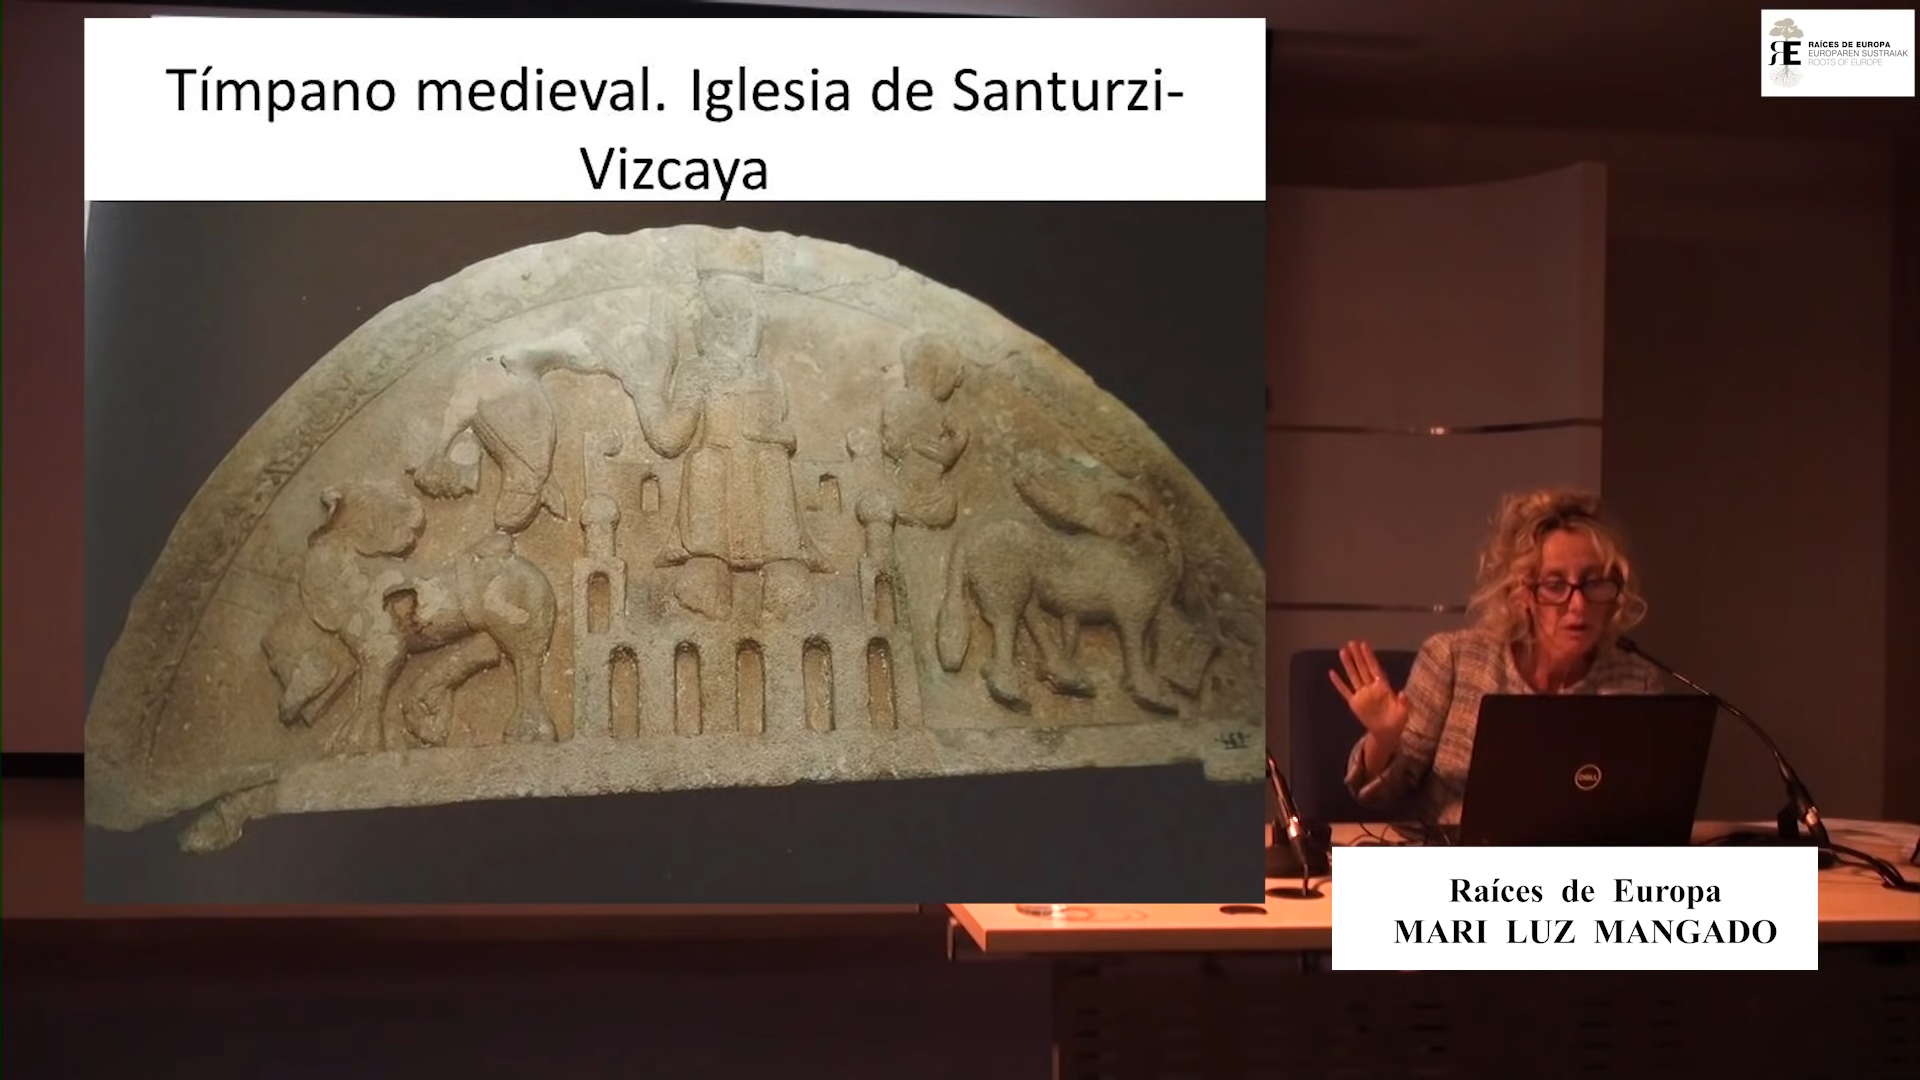 Tímpano medieval. Iglesia de Santurzi-
Vizcaya
RAÍCES DE EUROPA
EUROPAREN SUSTRAIAK
ROOTS OF EUROPE
DELL
Raíces de Europa
MARI LUZ MANGADO